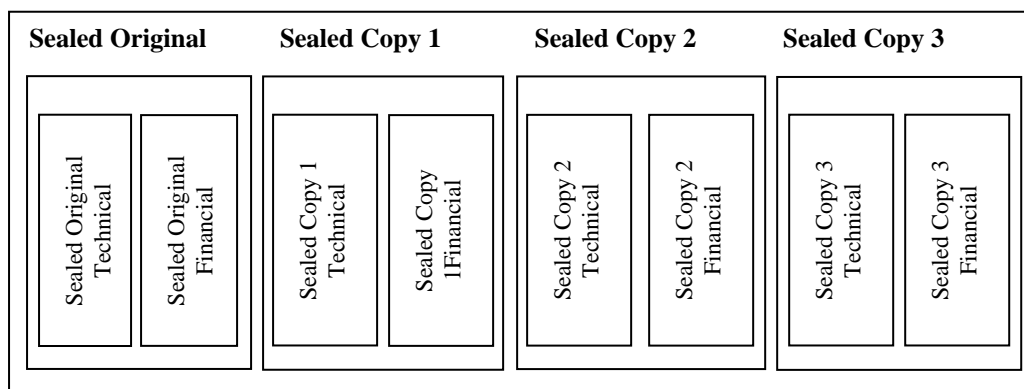 Sealed Original
Sealed Copy 1
Sealed Copy 2
Sealed Copy 3
Sealed Original
Technical
Sealed Original
Financial
Sealed Copy 1
Technical
Sealed Copy
1Financial
Sealed Copy 2
Technical
Sealed Copy 2
Financial
Sealed Copy 3
Technical
Sealed Copy 3
Financial